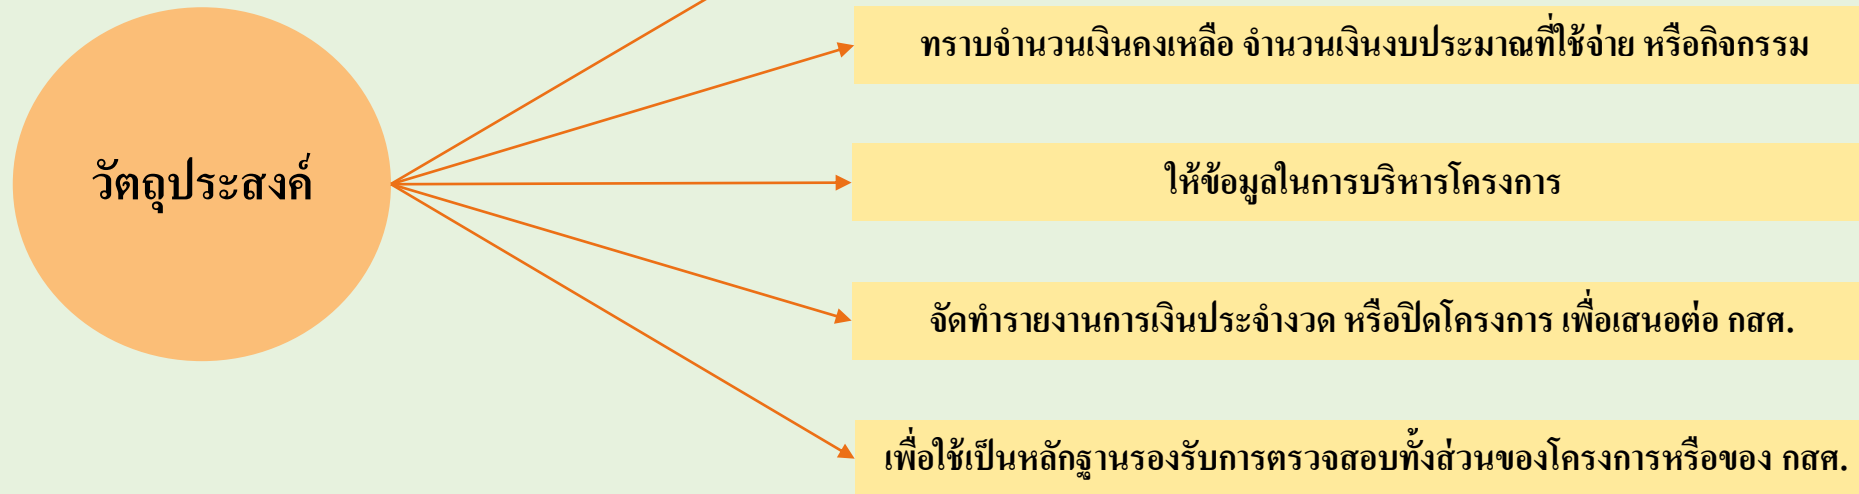 ทราบจำนวนเงินคงเหลือ จำนวนเงินงบประมาณที่ใช้จ่าย หรือกิจกรรม
วัตถุประสงค์
ให้ข้อมูลในการบริหารโครงการ
จัดทำรายงานการเงินประจำงวด หรือปิดโครงการ เพื่อเสนอต่อ กสศ.
เพื่อใช้เป็นหลักฐานรองรับการตรวจสอบทั้งส่วนของโครงการหรือของ กสศ.